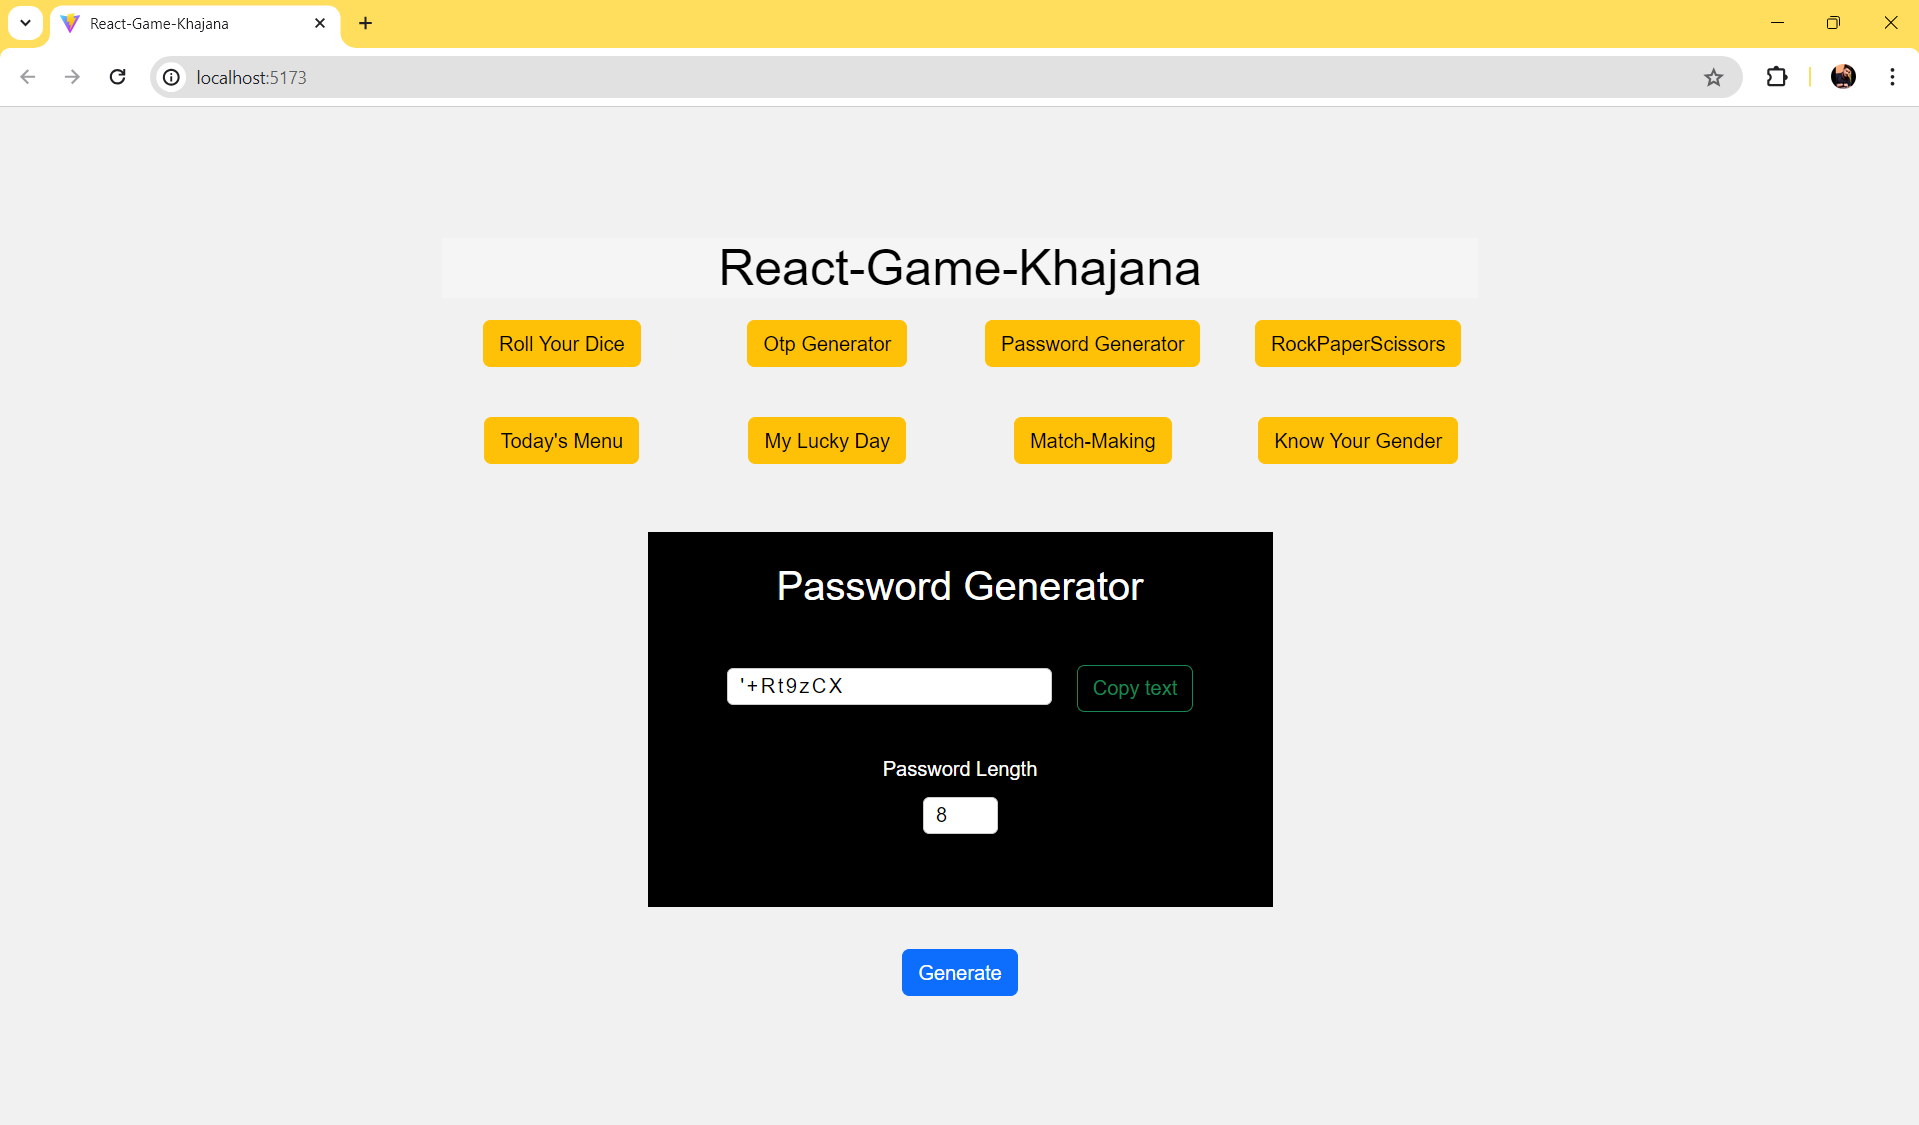 React-Game-Khajana
localhost:5173
React-Game-Khajana
Roll Your Dice Otp Generator Password Generator RockPaperScissors
Today's Menu My Lucky Day Match-Making Know Your Gender
Password Generator
'+Rt9zCX Copy text
Password Length
8
Generate